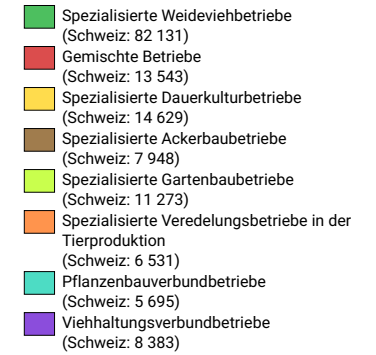 Spezialisierte Weideviehbetriebe
(Schweiz: 82 131)
Gemischte Betriebe
(Schweiz: 13 543)
Spezialisierte Dauerkulturbetriebe
(Schweiz: 14 629)
Spezialisierte Ackerbaubetriebe
(Schweiz: 7 948)
Spezialisierte Gartenbaubetriebe
(Schweiz: 11 273)
Spezialisierte Veredelungsbetriebe in der
Tierproduktion
(Schweiz: 6 531)
Pflanzenbauverbundbetriebe
(Schweiz: 5 695)
Viehhaltungsverbundbetriebe
(Schweiz: 8 383)